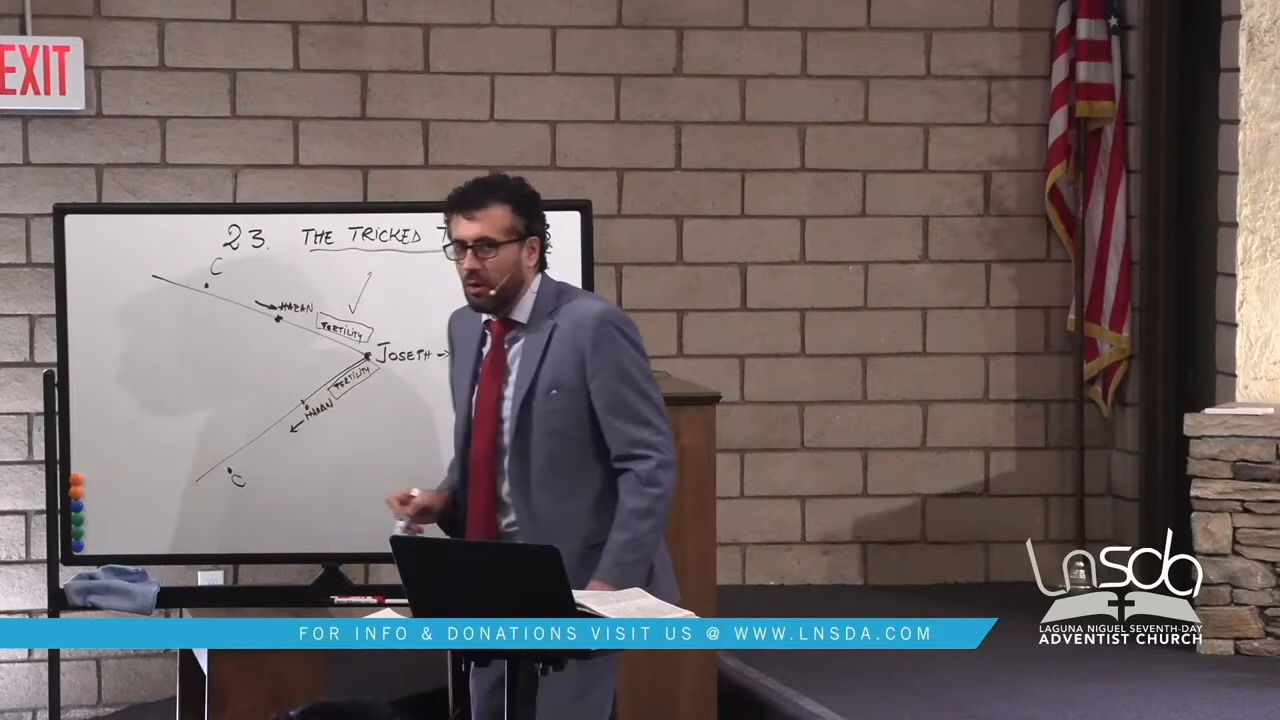 EXIT
23. THE TRICKED T
C
HARAN
FERTILITY
JOSEPH →
FERTILITY
HARAN
C
LNSDA
LAGUNA NIGUEL SEVENTH-DAY
ADVENTIST CHURCH
FOR INFO & DONATIONS VISIT US @ WWW.LNSDA.COM